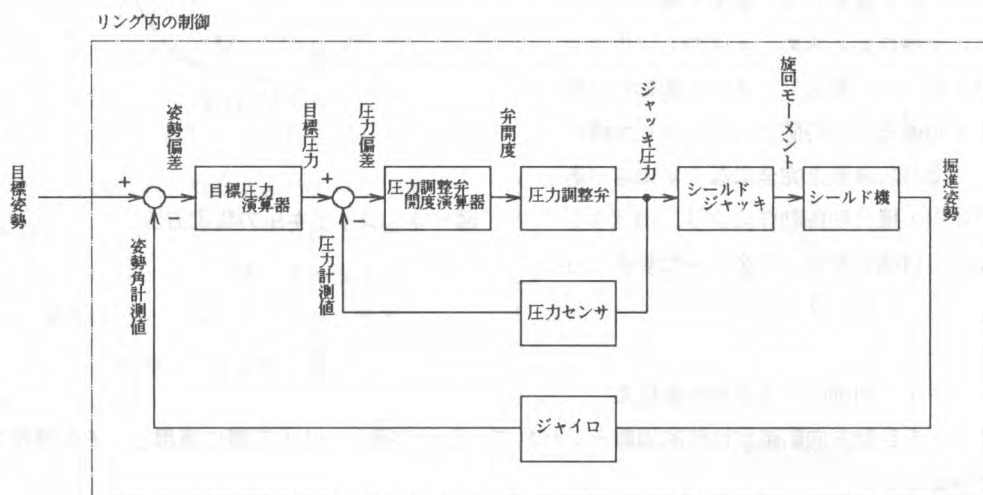 リング内の制御
目標姿勢
+
-
姿勢偏差
姿勢角計測値
目標圧力
演算器
目標圧力
+
-
圧力偏差
圧力計測値
圧力調整弁
開度演算器
弁開度
圧力調整弁
ジャッキ圧力
シールド
ジャッキ
旋回モーメント
シールド機
掘進姿勢
圧力センサ
ジャイロ